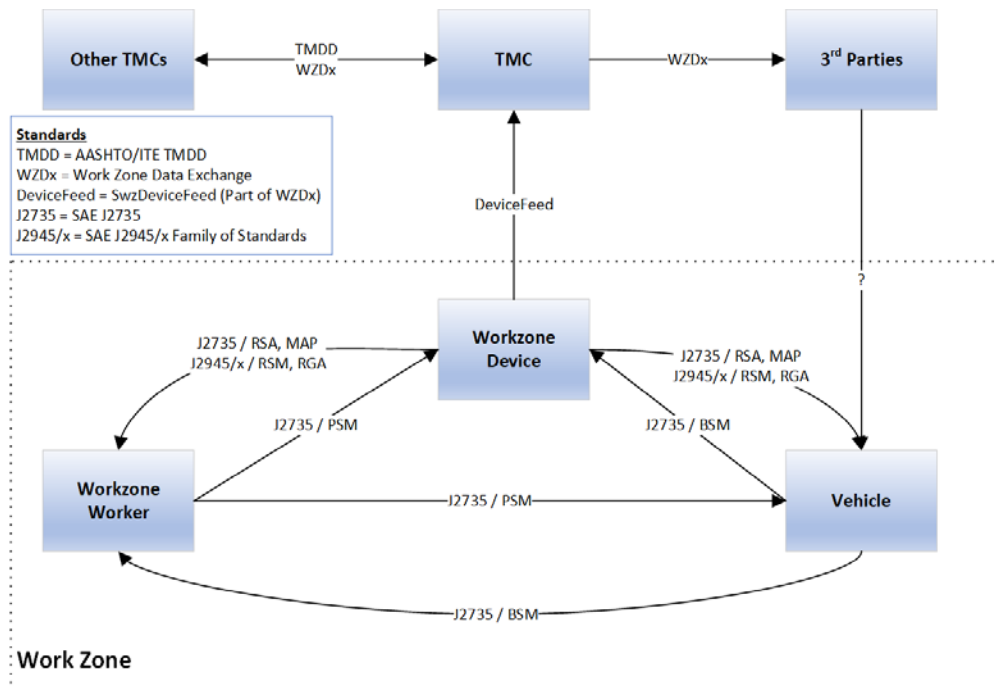 Other TMCs
TMDD
WZDx
TMC
WZDx
3rd Parties
Standards
TMDD = AASHTO/ITE TMDD
WZDx = Work Zone Data Exchange
DeviceFeed = SwzDeviceFeed (Part of WZDx)
J2735 = SAE J2735
J2945/x = SAE J2945/x Family of Standards
DeviceFeed
?
Workzone
Device
J2735 / RSA, MAP
J2945/x / RSM, RGA
J2735 / RSA, MAP
J2945/x / RSM, RGA
J2735 / PSM
J2735 / BSM
Workzone
Worker
J2735 / PSM
Vehicle
J2735 / BSM
Work Zone